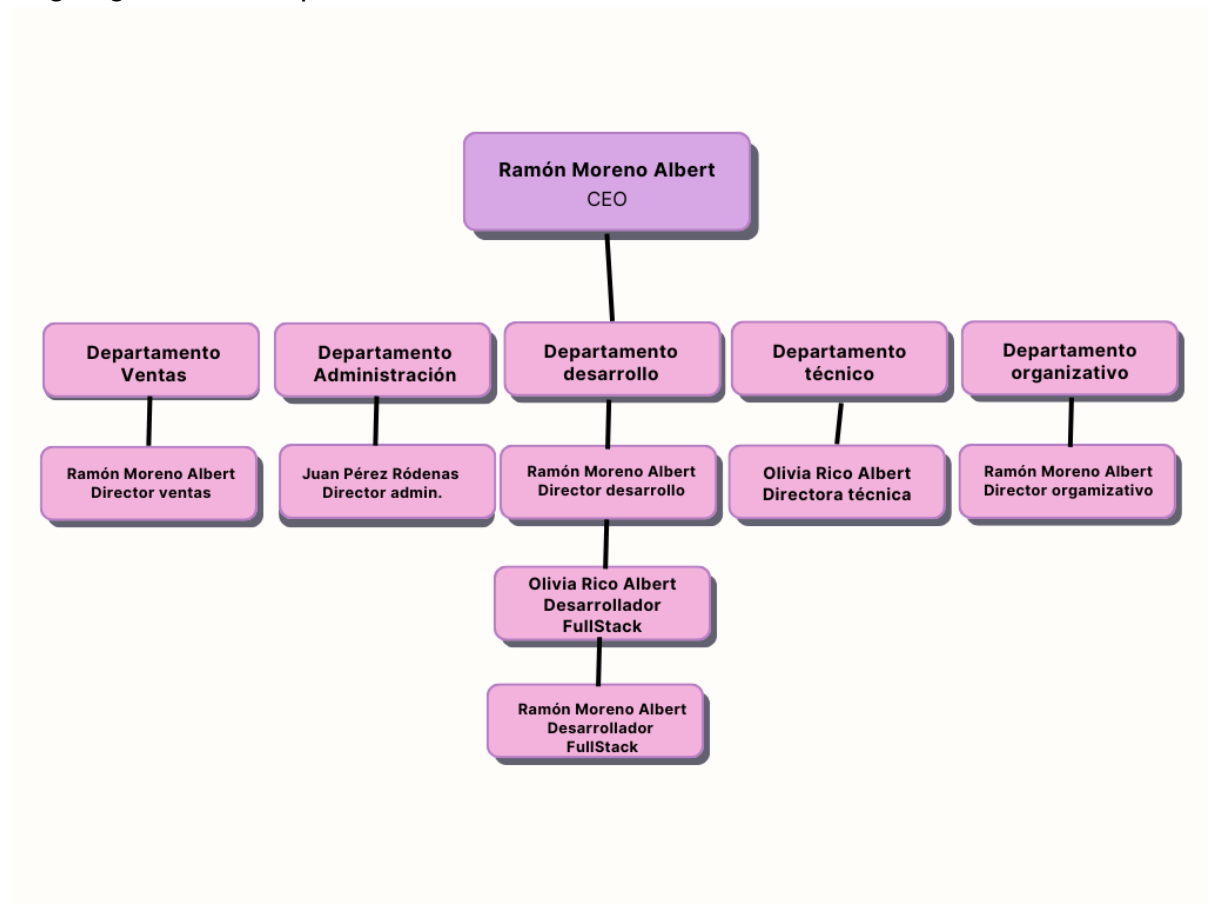 Ramón Moreno Albert
CEO
Departamento
Ventas
Departamento
Administración
Departamento
desarrollo
Departamento
técnico
Departamento
organizativo
Ramón Moreno Albert
Director ventas
Juan Pérez Ródenas
Director admin.
Ramón Moreno Albert
Director desarrollo
Olivia Rico Albert
Directora técnica
Ramón Moreno Albert
Director orgamizativo
Olivia Rico Albert
Desarrollador
FullStack
Ramón Moreno Albert
Desarrollador
FullStack